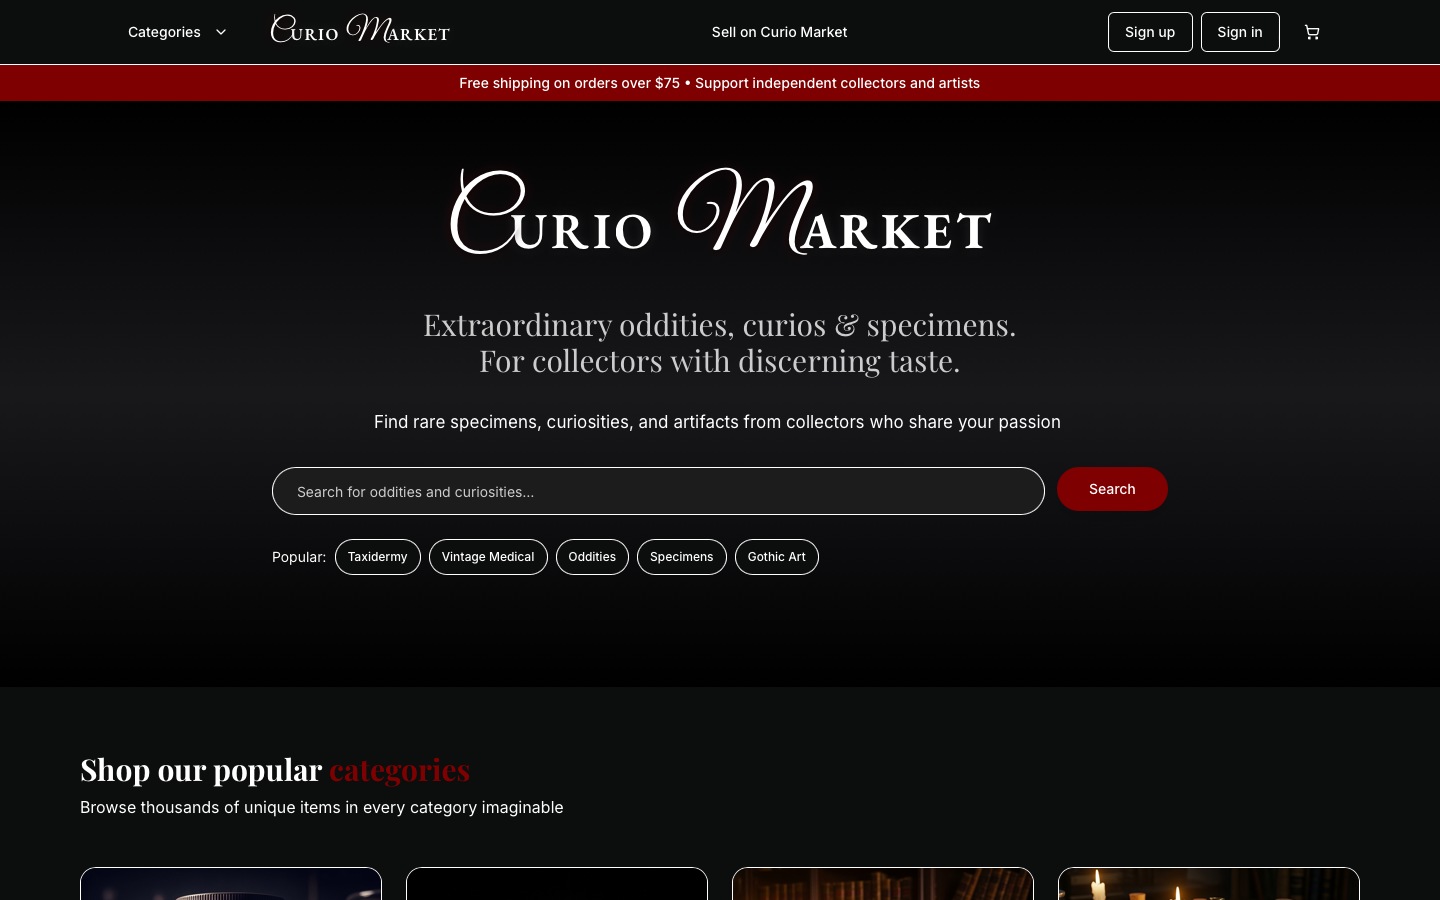 Categories
Curio Market
Sell on Curio Market
Sign up
Sign in
Free shipping on orders over $75 • Support independent collectors and artists
Curio Market
Extraordinary oddities, curios & specimens.
For collectors with discerning taste.
Find rare specimens, curiosities, and artifacts from collectors who share your passion
Search for oddities and curiosities...
Search
Popular:
Taxidermy
Vintage Medical
Oddities
Specimens
Gothic Art
Shop our popular categories
Browse thousands of unique items in every category imaginable